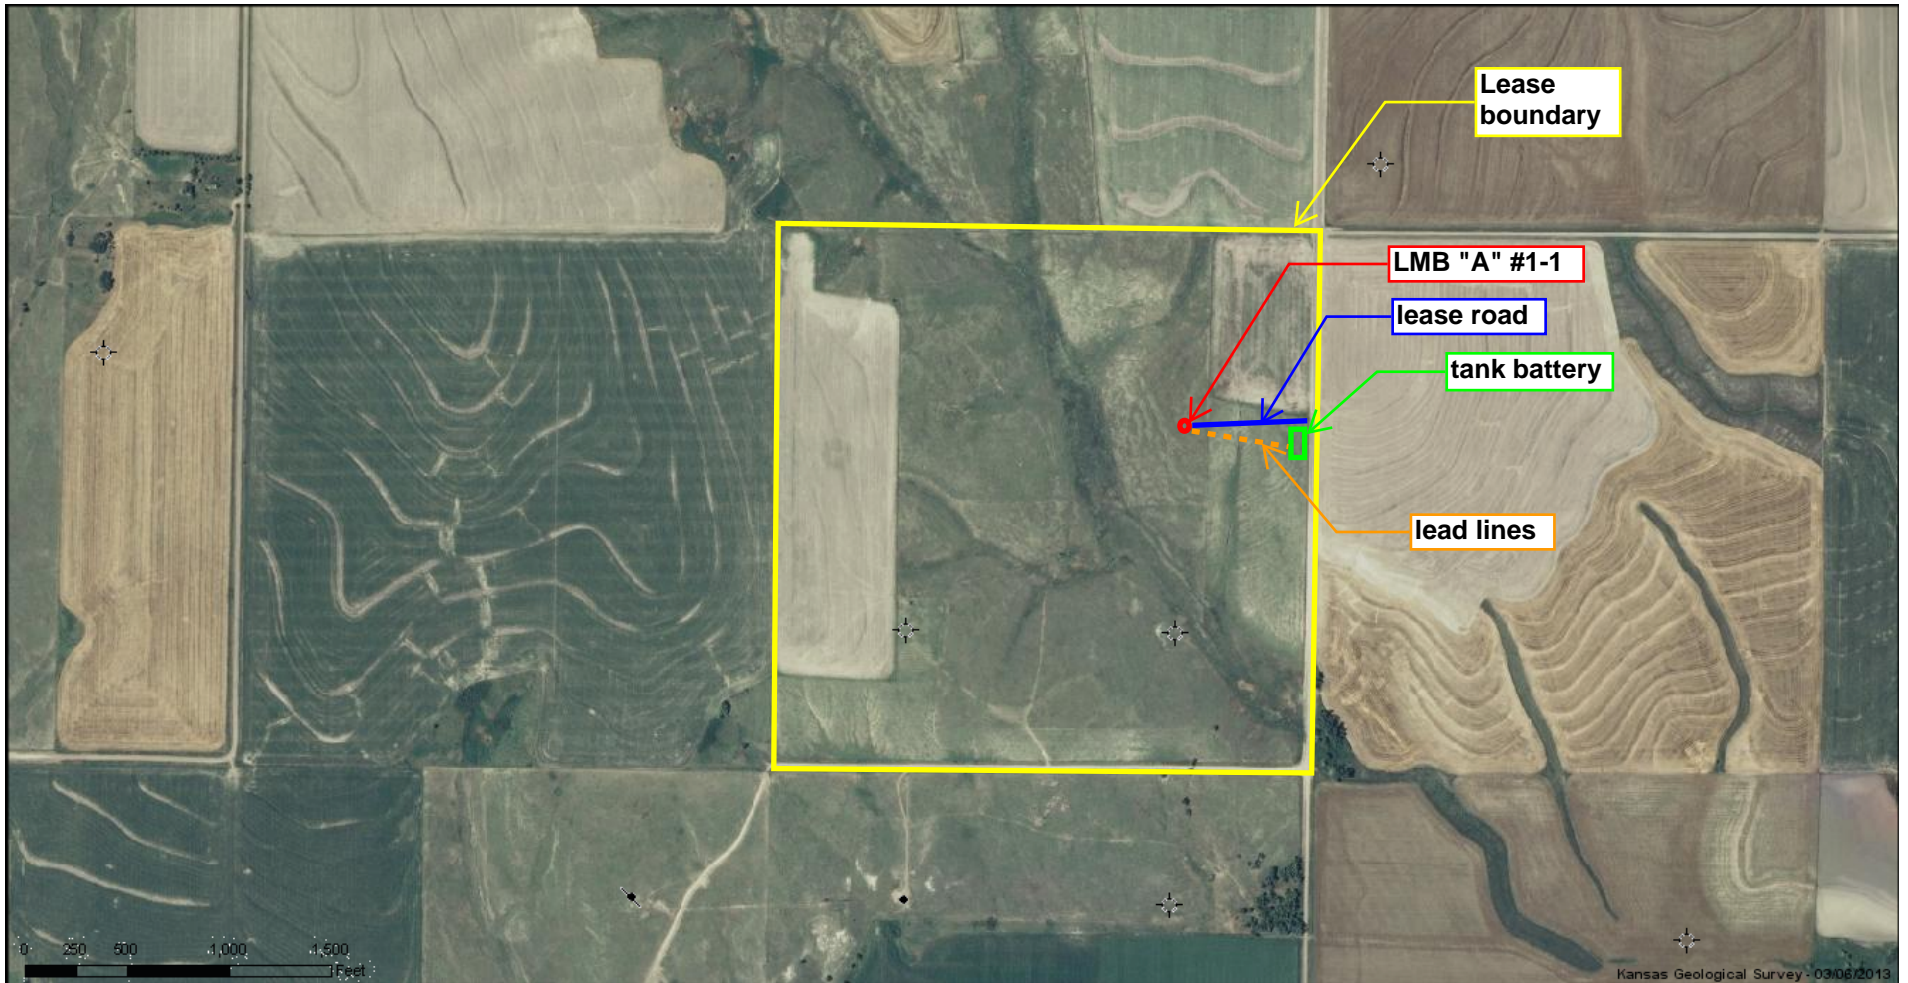 Lease
boundary
LMB "A" #1-1
lease road
tank battery
lead lines
0 250 500 1,000 1,500
Feet
Kansas Geological Survey - 03/06/2013